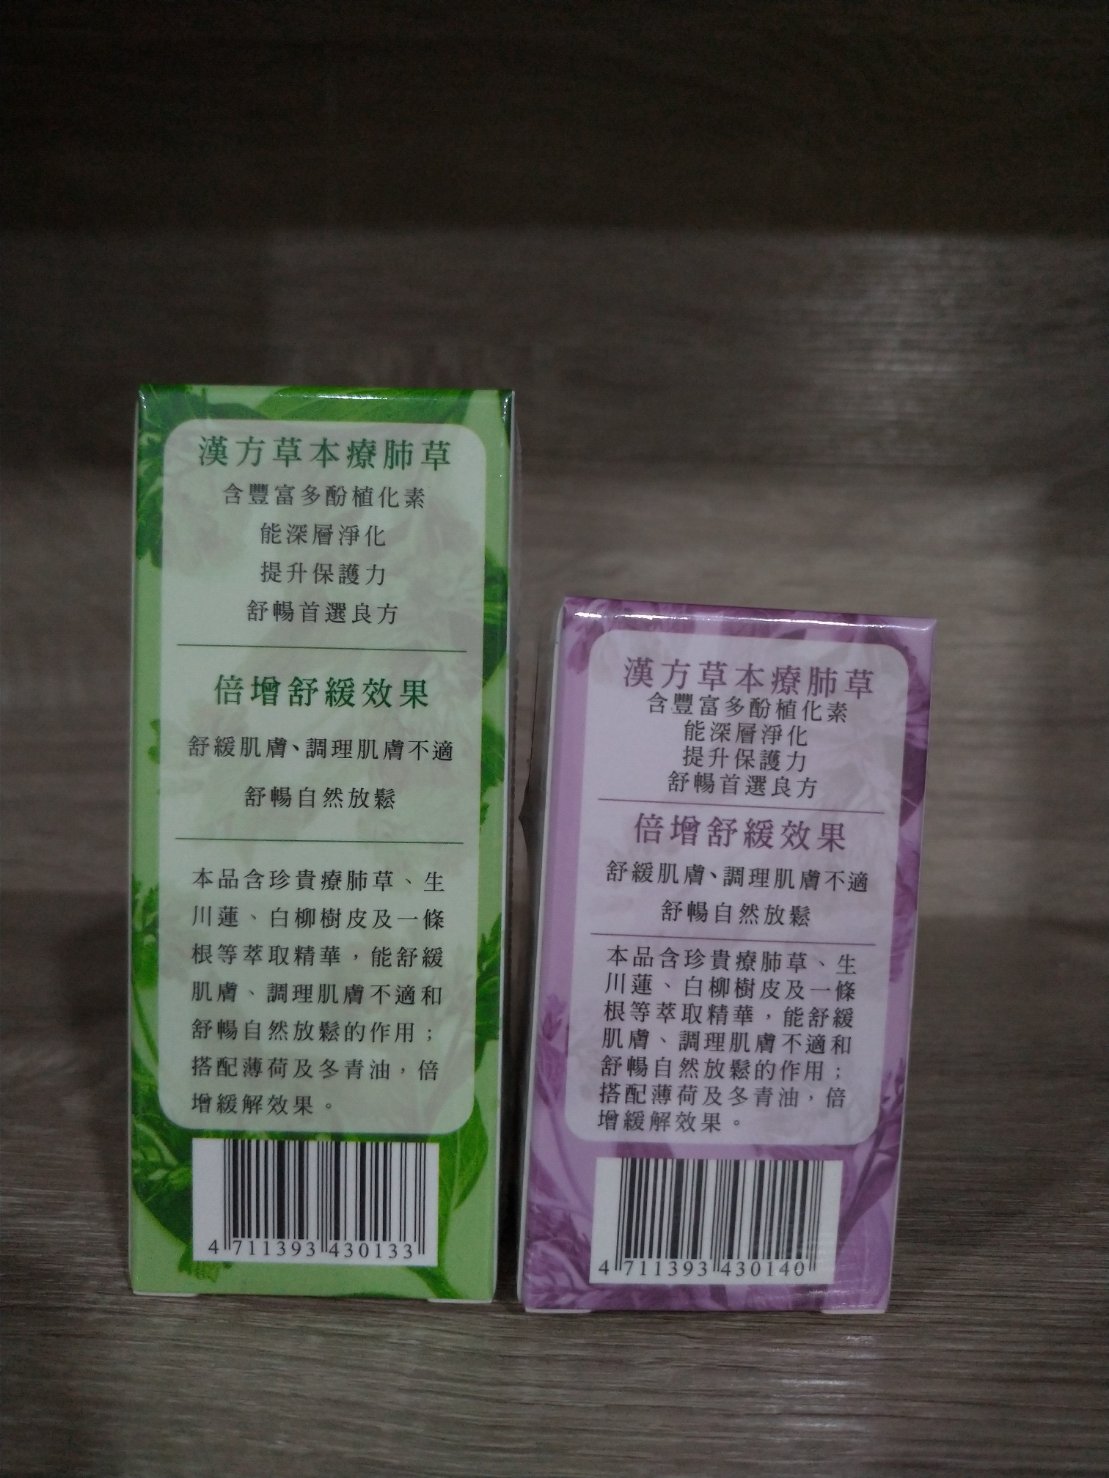 漢方草本療肺草
含豐富多酚植化素
能深層淨化
提升保護力
舒暢首選良方
倍增舒緩效果
舒緩肌膚、調理肌膚不適
舒暢自然放鬆
本品含珍貴療肺草、生
川蓮、白柳樹皮及一條
根等萃取精華，能舒緩
肌膚、調理肌膚不適和
舒暢自然放鬆的作用；
搭配薄荷及冬青油，倍
增緩解效果。
4 711393 430133
漢方草本療肺草
含豐富多酚植化素
能深層淨化
提升保護力
舒暢首選良方
倍增舒緩效果
舒緩肌膚、調理肌膚不適
舒暢自然放鬆
本品含珍貴療肺草、生
川蓮、白柳樹皮及一條
根等萃取精華，能舒緩
肌膚、調理肌膚不適和
舒暢自然放鬆的作用；
搭配薄荷及冬青油，倍
增緩解效果。
4 711393 430140